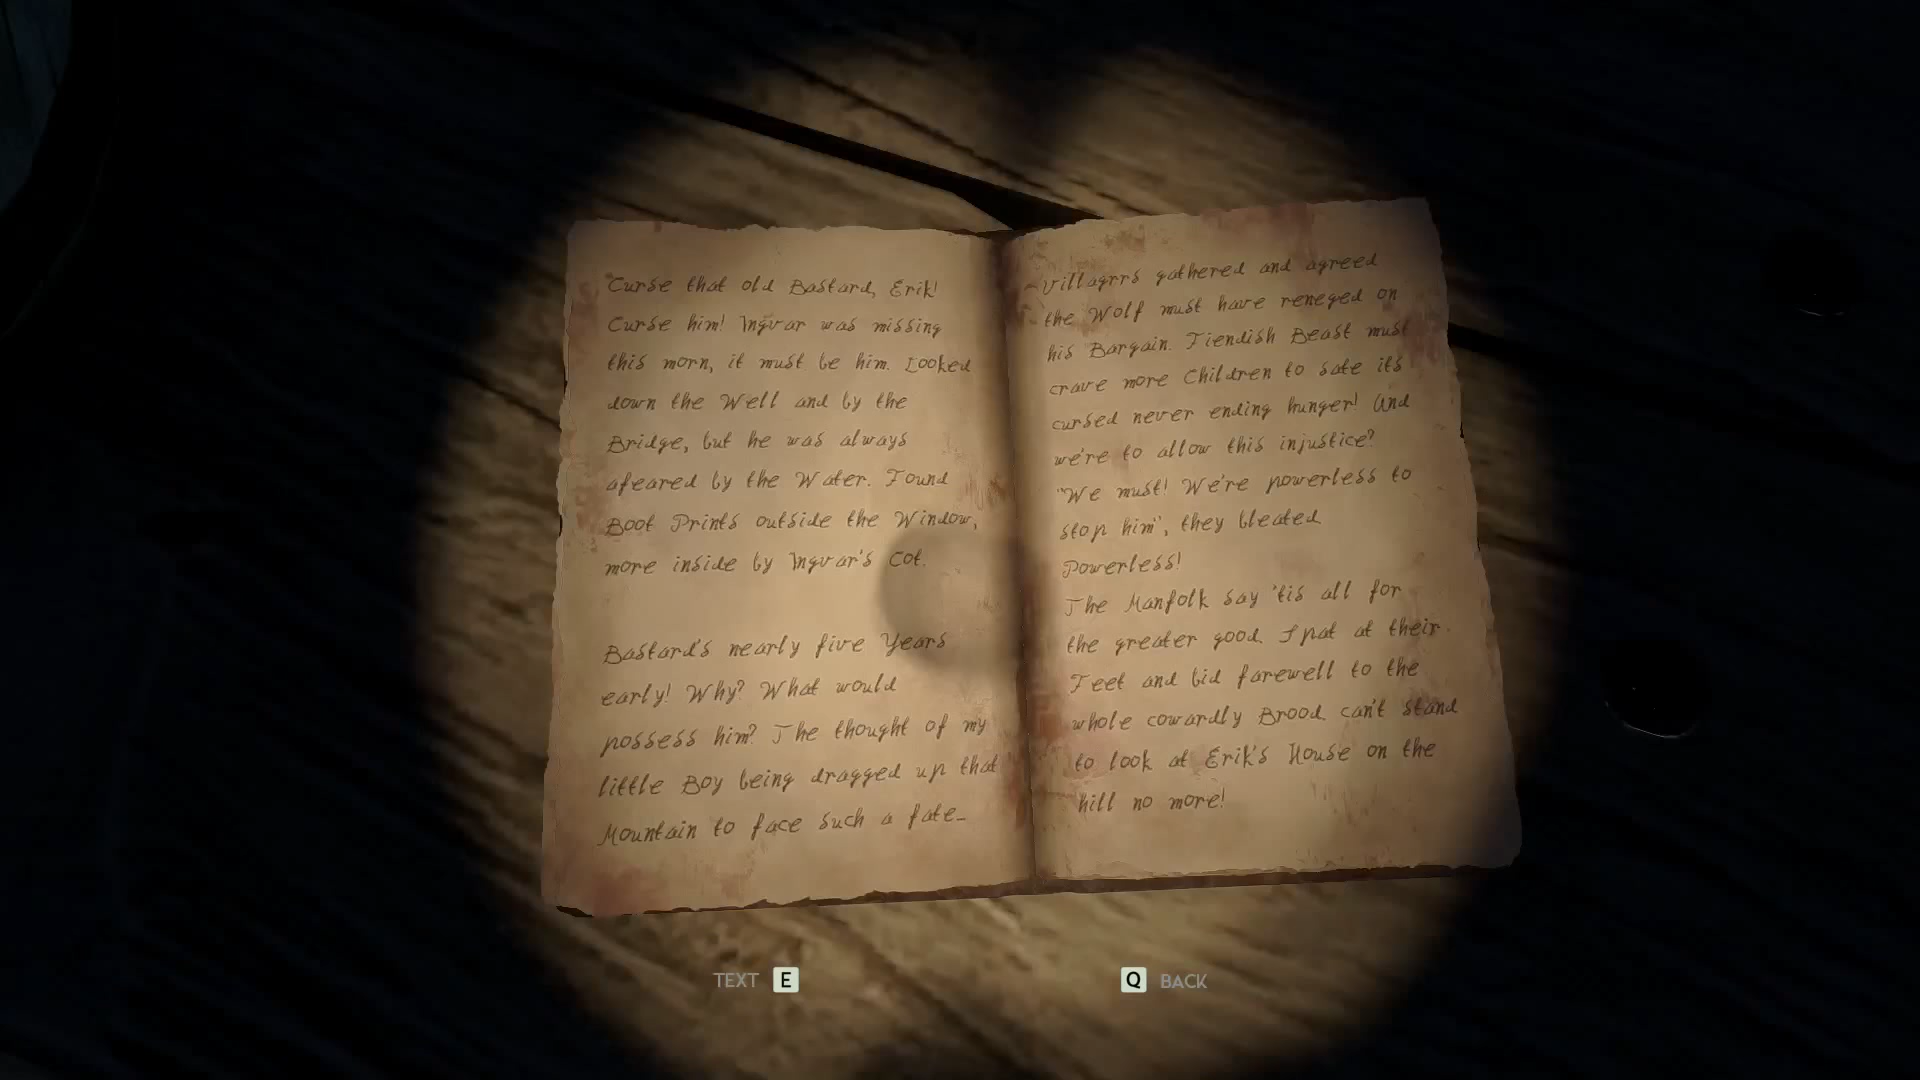 "Curse that old Bastard, Erik!
Curse him! Ingvar was missing
this morn, it must be him. Looked
down the Well and by the
Bridge, but he was always
afeared by the Water. Found
Boot Prints outside the Window,
more inside by Ingvar's Cot.
Bastard's nearly five Years
early! Why? What would
possess him? The thought of my
little Boy being dragged up that
Mountain to face such a fate_
Villagrrs gathered and agreed
the Wolf must have reneged on
his Bargain. Fiendish Beast must
crave more Children to sate its
cursed never ending hunger! And
we're to allow this injustice?
"We must! We're powerless to
stop him", they bleated.
Powerless!
The Manfolk say 'tis all for
the greater good. I pat at their
Feet and bid farewell to the
whole cowardly Brood. can't stand
to look at Erik's House on the
hill no more!
TEXT E
Q BACK